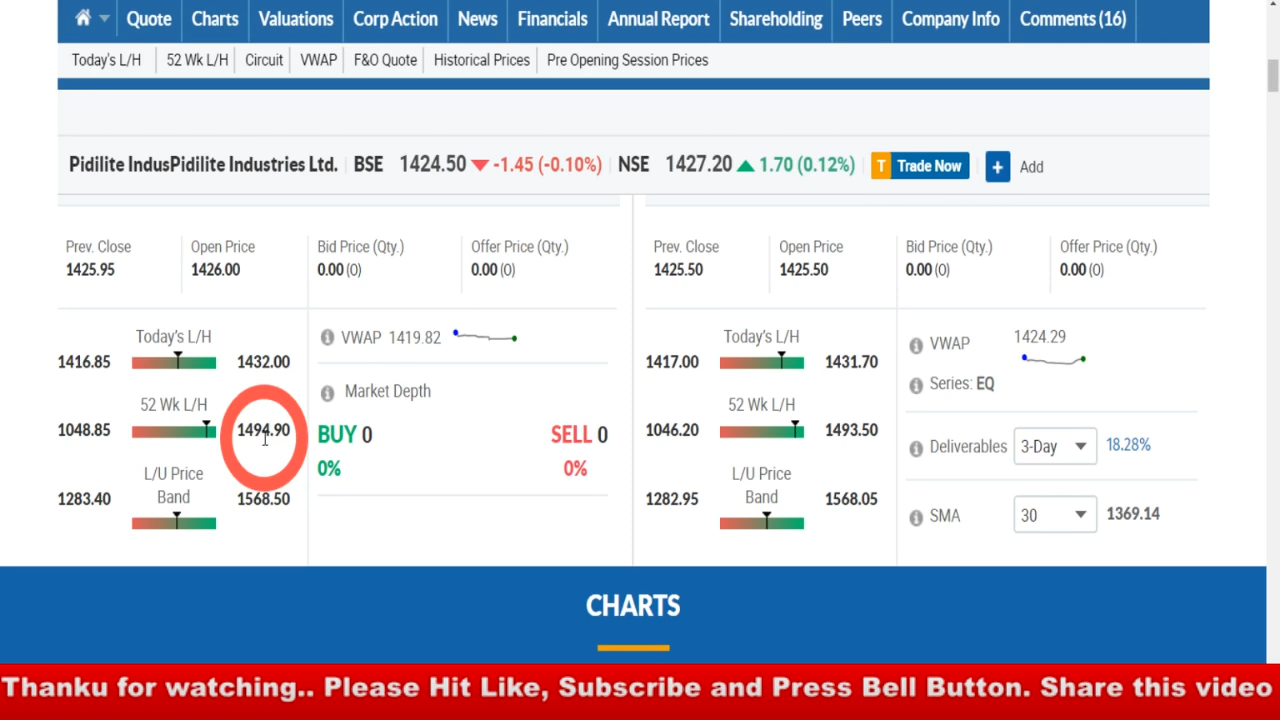 Quote Charts Valuations Corp Action News Financials Annual Report Shareholding Peers Company Info Comments (16)
Today's L/H 52 Wk L/H Circuit VWAP F&O Quote Historical Prices Pre Opening Session Prices
Pidilite IndusPidilite Industries Ltd. BSE 1424.50 -1.45 (-0.10%) NSE 1427.20 1.70 (0.12%) T Trade Now + Add
Prev. Close Open Price Bid Price (Qty.) Offer Price (Qty.)
1425.95 1426.00 0.00 (0) 0.00 (0)
Today's L/H
1416.85 1432.00
52 Wk L/H
1048.85 1494.90
L/U Price
Band
1283.40 1568.50
VWAP 1419.82
Market Depth
BUY 0 SELL 0
0% 0%
Prev. Close Open Price Bid Price (Qty.) Offer Price (Qty.)
1425.50 1425.50 0.00 (0) 0.00 (0)
Today's L/H
1417.00 1431.70
52 Wk L/H
1046.20 1493.50
L/U Price
Band
1282.95 1568.05
VWAP 1424.29
Series: EQ
Deliverables 3-Day 18.28%
SMA 30 1369.14
CHARTS
Thanku for watching.. Please Hit Like, Subscribe and Press Bell Button. Share this video